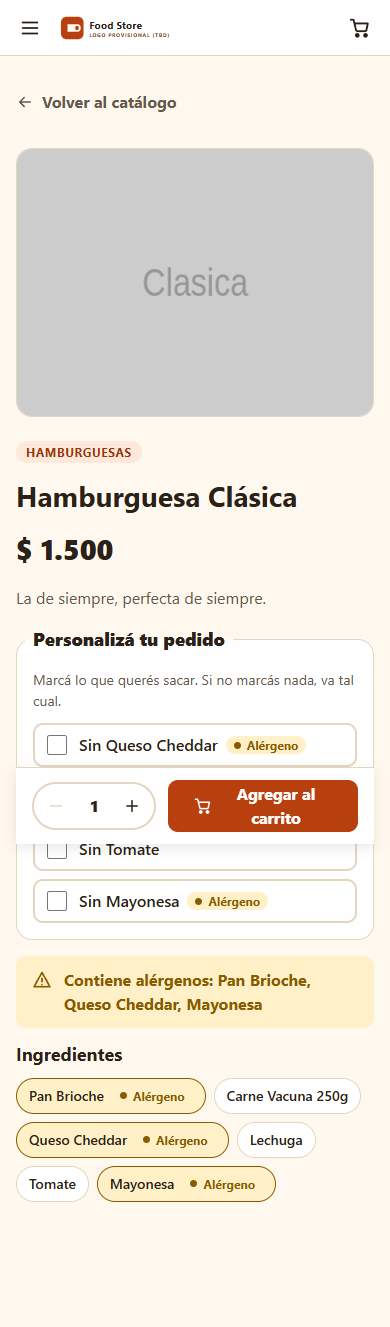 Food Store
LOGO PROVISIONAL (TBD)
Volver al catálogo
Clasica
HAMBURGUESAS
Hamburguesa Clásica
$ 1.500
La de siempre, perfecta de siempre.
Personalizá tu pedido
Marcá lo que querés sacar. Si no marcás nada, va tal
cual.
Sin Queso Cheddar Alérgeno
1 Agregar al
carrito
Sin Tomate
Sin Mayonesa Alérgeno
Contiene alérgenos: Pan Brioche,
Queso Cheddar, Mayonesa
Ingredientes
Pan Brioche Alérgeno Carne Vacuna 250g
Queso Cheddar Alérgeno Lechuga
Tomate Mayonesa Alérgeno